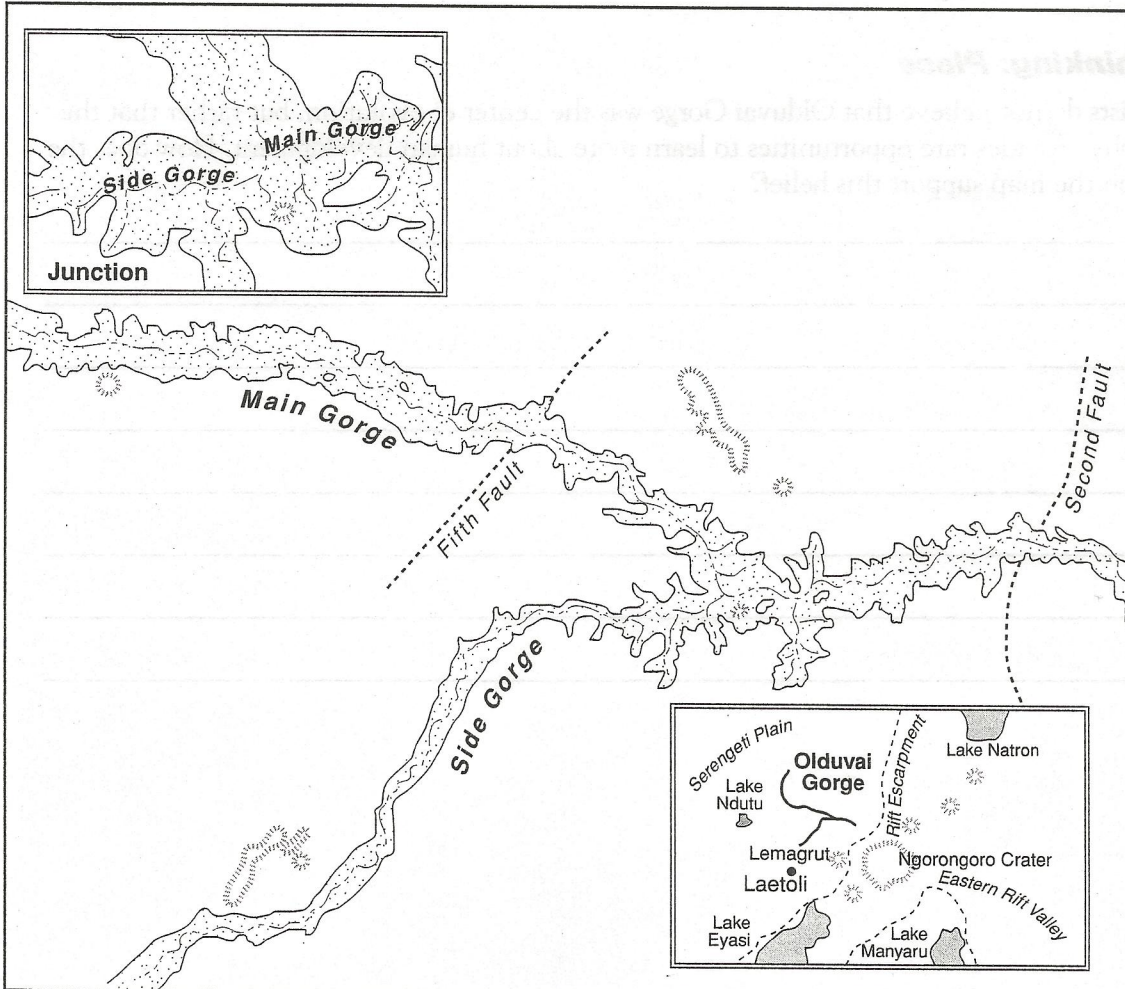 Main Gorge
Side Gorge
Junction
Main Gorge
Fifth Fault
Second Fault
Side Gorge
Serengeti Plain
Olduvai
Gorge
Rift Escarpment
Lake Natron
Lake
Ndutu
Lemagrut
Ngorongoro Crater
Laetoli
Eastern Rift Valley
Lake
Eyasi
Lake
Manyaru